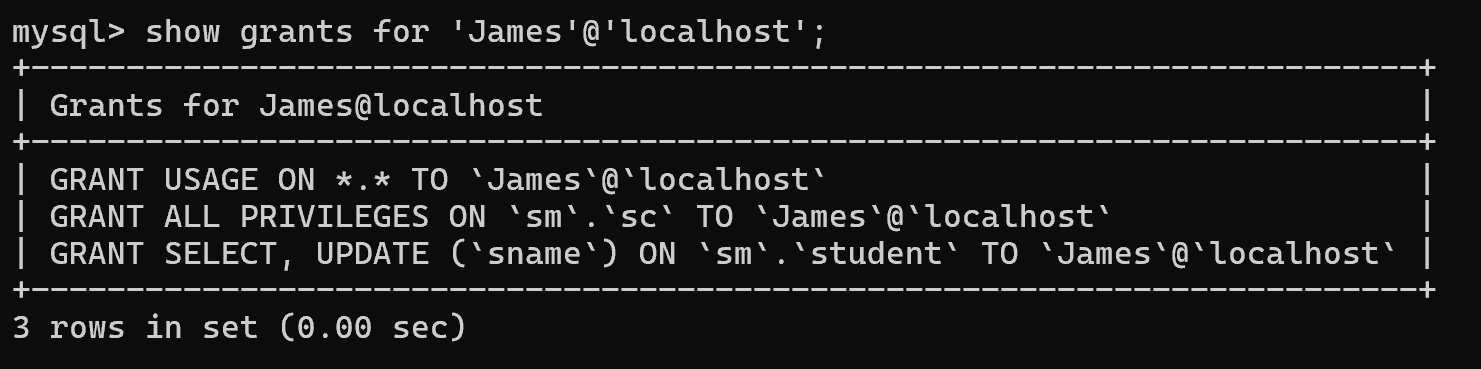 mysql> show grants for 'James'@'localhost';
+-------------------------------------------------------------------------+
| Grants for James@localhost                                              |
+-------------------------------------------------------------------------+
| GRANT USAGE ON *.* TO `James`@`localhost`                               |
| GRANT ALL PRIVILEGES ON `sm`.`sc` TO `James`@`localhost`                |
| GRANT SELECT, UPDATE (`sname`) ON `sm`.`student` TO `James`@`localhost` |
+-------------------------------------------------------------------------+
3 rows in set (0.00 sec)